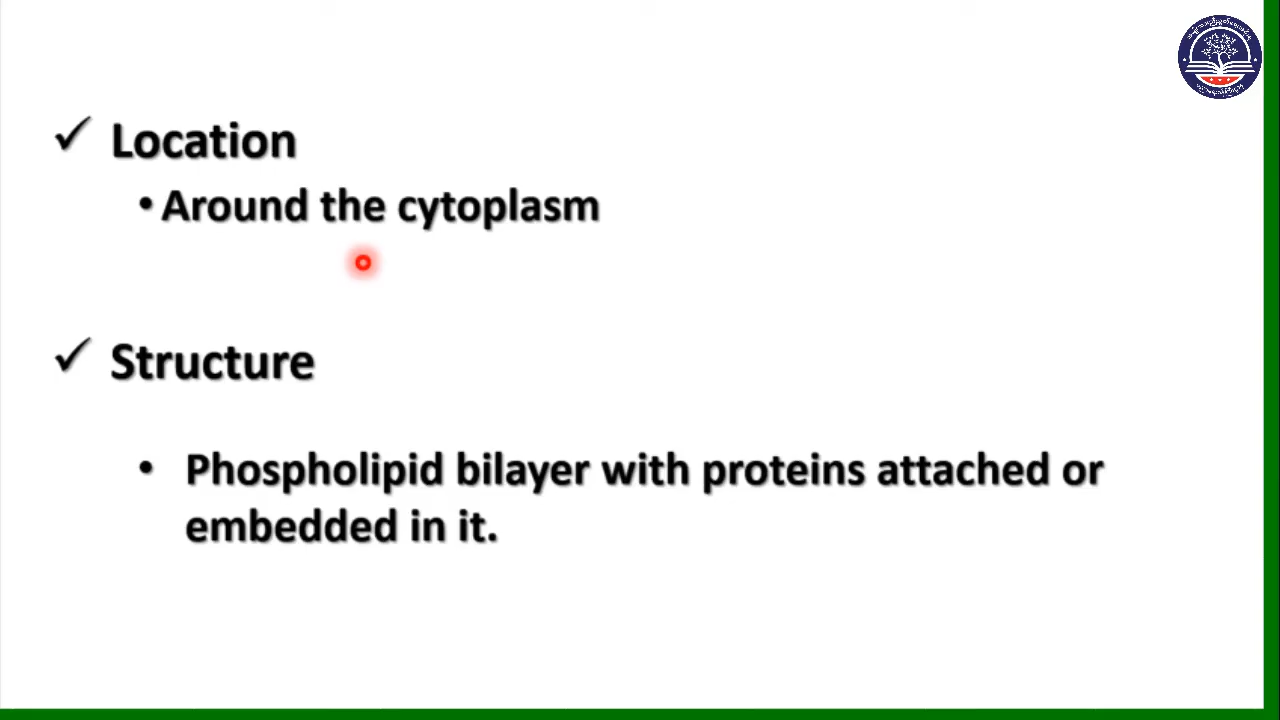 ✓ Location
• Around the cytoplasm
✓ Structure
• Phospholipid bilayer with proteins attached or
embedded in it.